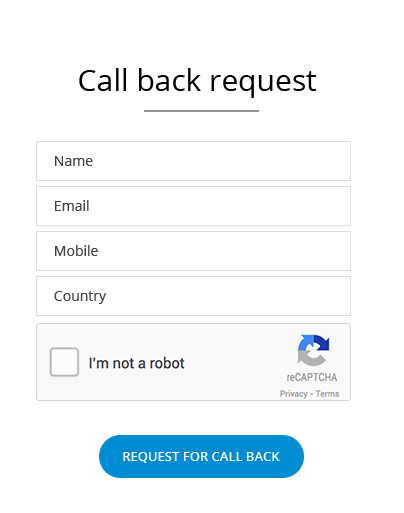 Call back request
Name
Email
Mobile
Country
I'm not a robot
reCAPTCHA
Privacy - Terms
REQUEST FOR CALL BACK